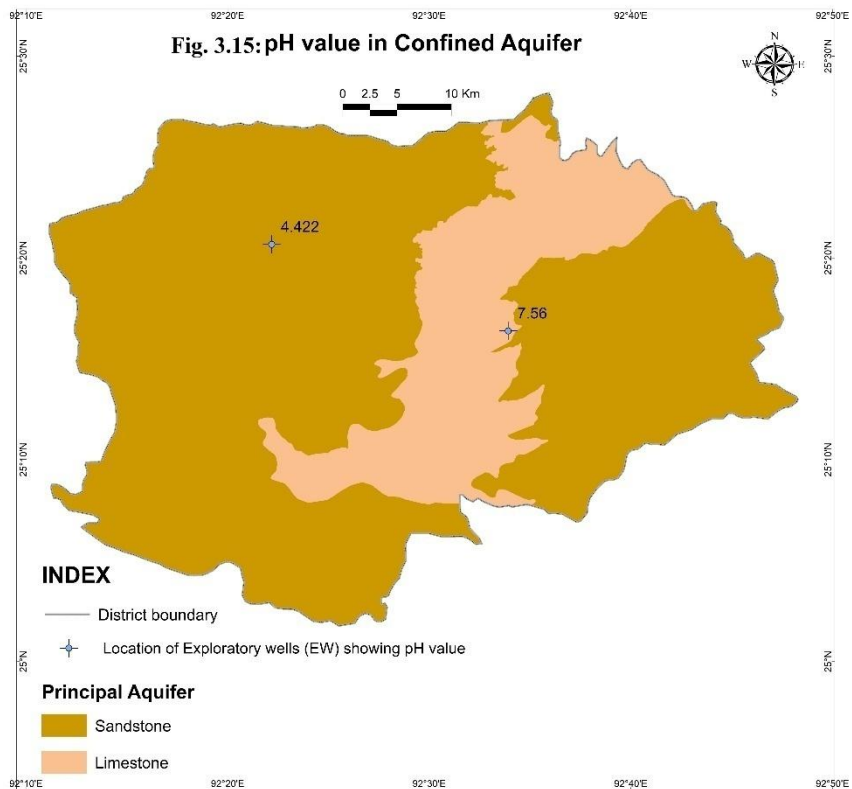 92°10'E 92°20'E 92°30'E 92°40'E 92°50'E
Fig. 3.15: pH value in Confined Aquifer
25°30'N 25°30'N
N
W E
S
0 2.5 5 10 Km
4.422
25°20'N 25°20'N
7.56
25°10'N 25°10'N
INDEX
District boundary
Location of Exploratory wells (EW) showing pH value
25°N 25°N
Principal Aquifer
Sandstone
Limestone
92°10'E 92°20'E 92°30'E 92°40'E 92°50'E